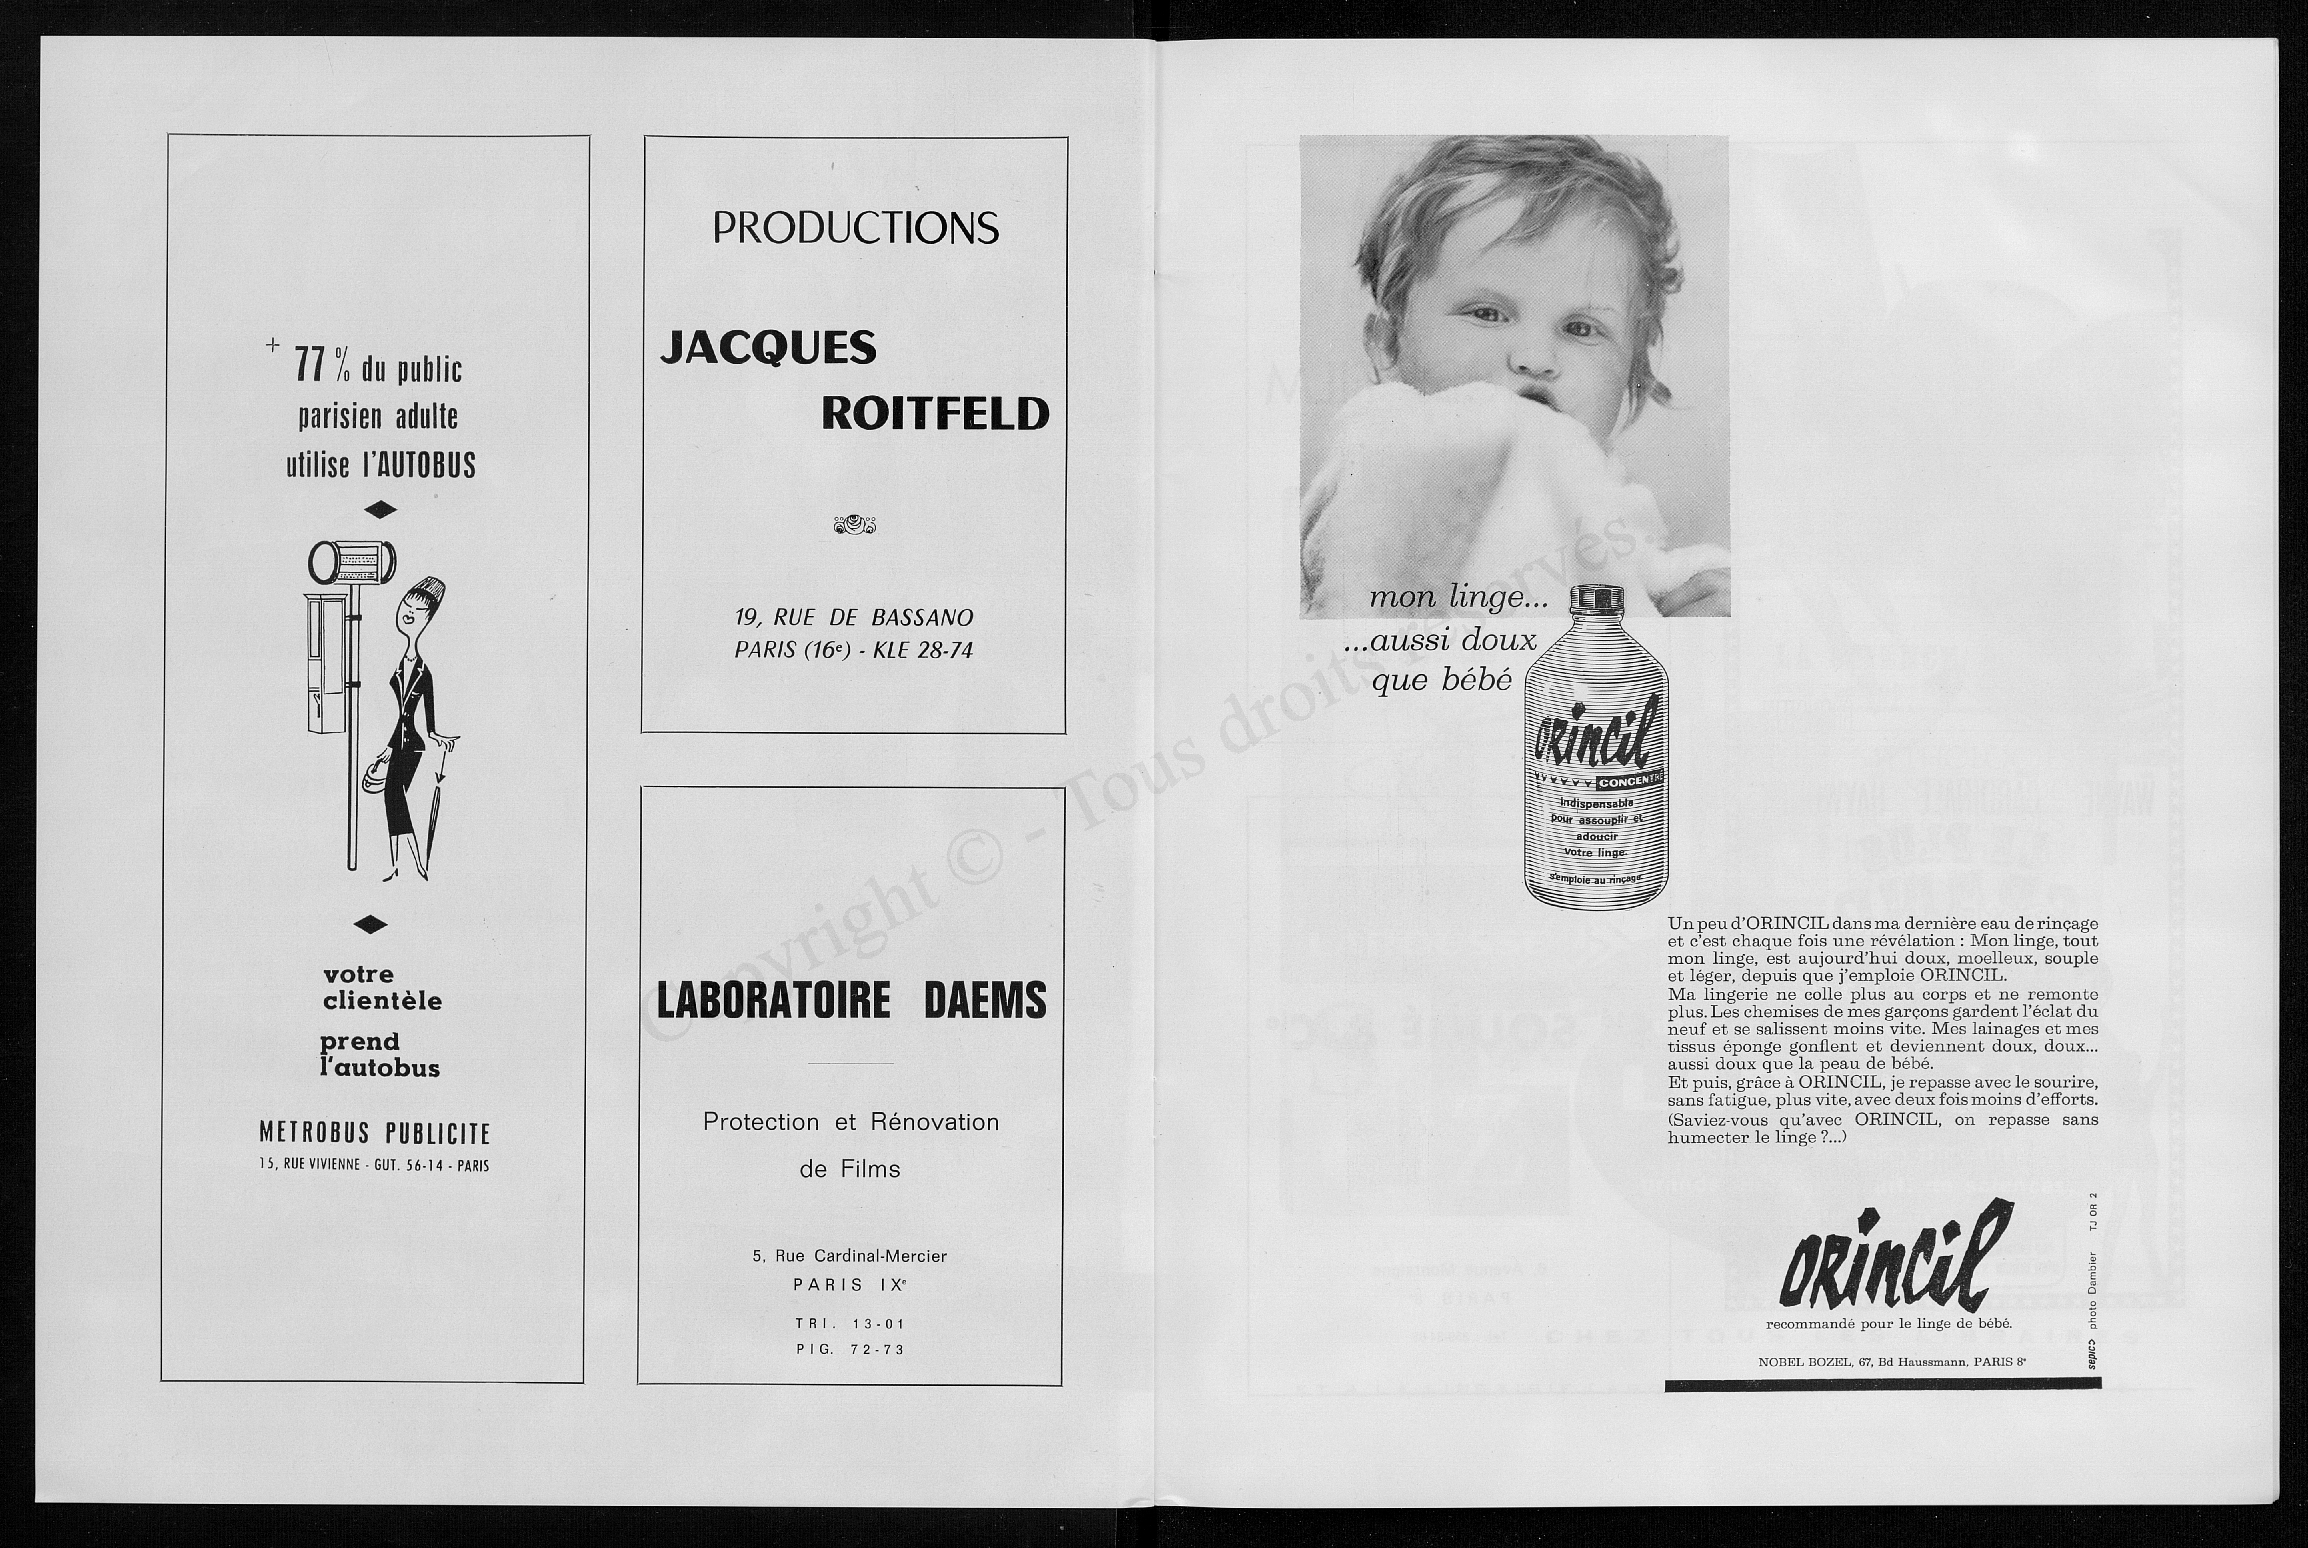 + 77 % du public
parisien adulte
utilise l'AUTOBUS
votre
clientèle
prend
l'autobus
METROBUS PUBLICITE
15, RUE VIVIENNE - GUT. 56-14 - PARIS
PRODUCTIONS
JACQUES
ROITFELD
19, RUE DE BASSANO
PARIS (16e) - KLE 28-74
LABORATOIRE DAEMS
Protection et Rénovation
de Films
5, Rue Cardinal-Mercier
PARIS IXe
TRI. 13-01
PIG. 72-73
Copyright © - Tous droits réservés.
mon linge...
...aussi doux
que bébé
ORINCIL
CONCENTRÉ
Indispensable
pour assouplir et
adoucir
votre linge.
s'emploie au rinçage
Un peu d'ORINCIL dans ma dernière eau de rinçage
et c'est chaque fois une révélation : Mon linge, tout
mon linge, est aujourd'hui doux, moelleux, souple
et léger, depuis que j'emploie ORINCIL.
Ma lingerie ne colle plus au corps et ne remonte
plus. Les chemises de mes garçons gardent l'éclat du
neuf et se salissent moins vite. Mes lainages et mes
tissus éponge gonflent et deviennent doux, doux...
aussi doux que la peau de bébé.
Et puis, grâce à ORINCIL, je repasse avec le sourire,
sans fatigue, plus vite, avec deux fois moins d'efforts.
(Saviez-vous qu'avec ORINCIL, on repasse sans
humecter le linge ?...)
ORINCIL
recommandé pour le linge de bébé.
NOBEL BOZEL, 67, Bd Haussmann, PARIS 8e
sepic photo Dambier TJ OR 2